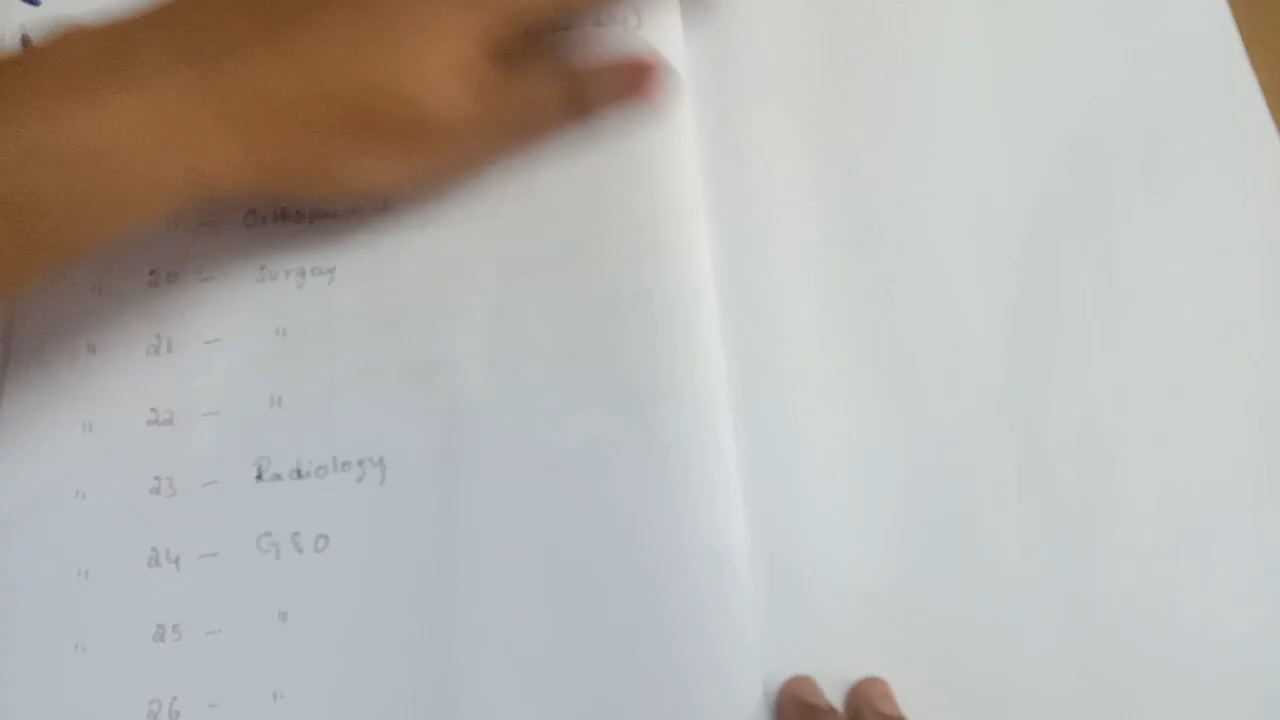 " 20 - Surgery
" 21 - "
" 22 - "
" 23 - Radiology
" 24 - G & O
" 25 - "
26 - "